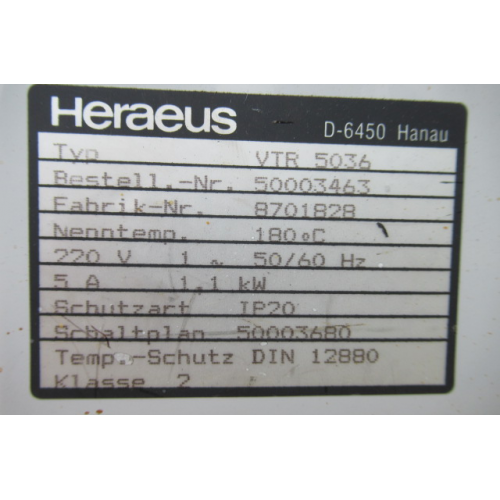 Heraeus D-6450 Hanau
Typ VTR 5036
Bestell.-Nr. 50003463
Fabrik-Nr. 8701828
Nenntemp. 180°C
220 V 1 ~ 50/60 Hz
5 A 1,1 kW
Schutzart IP20
Schaltplan 50003680
Temp.-Schutz DIN 12880
Klasse 2